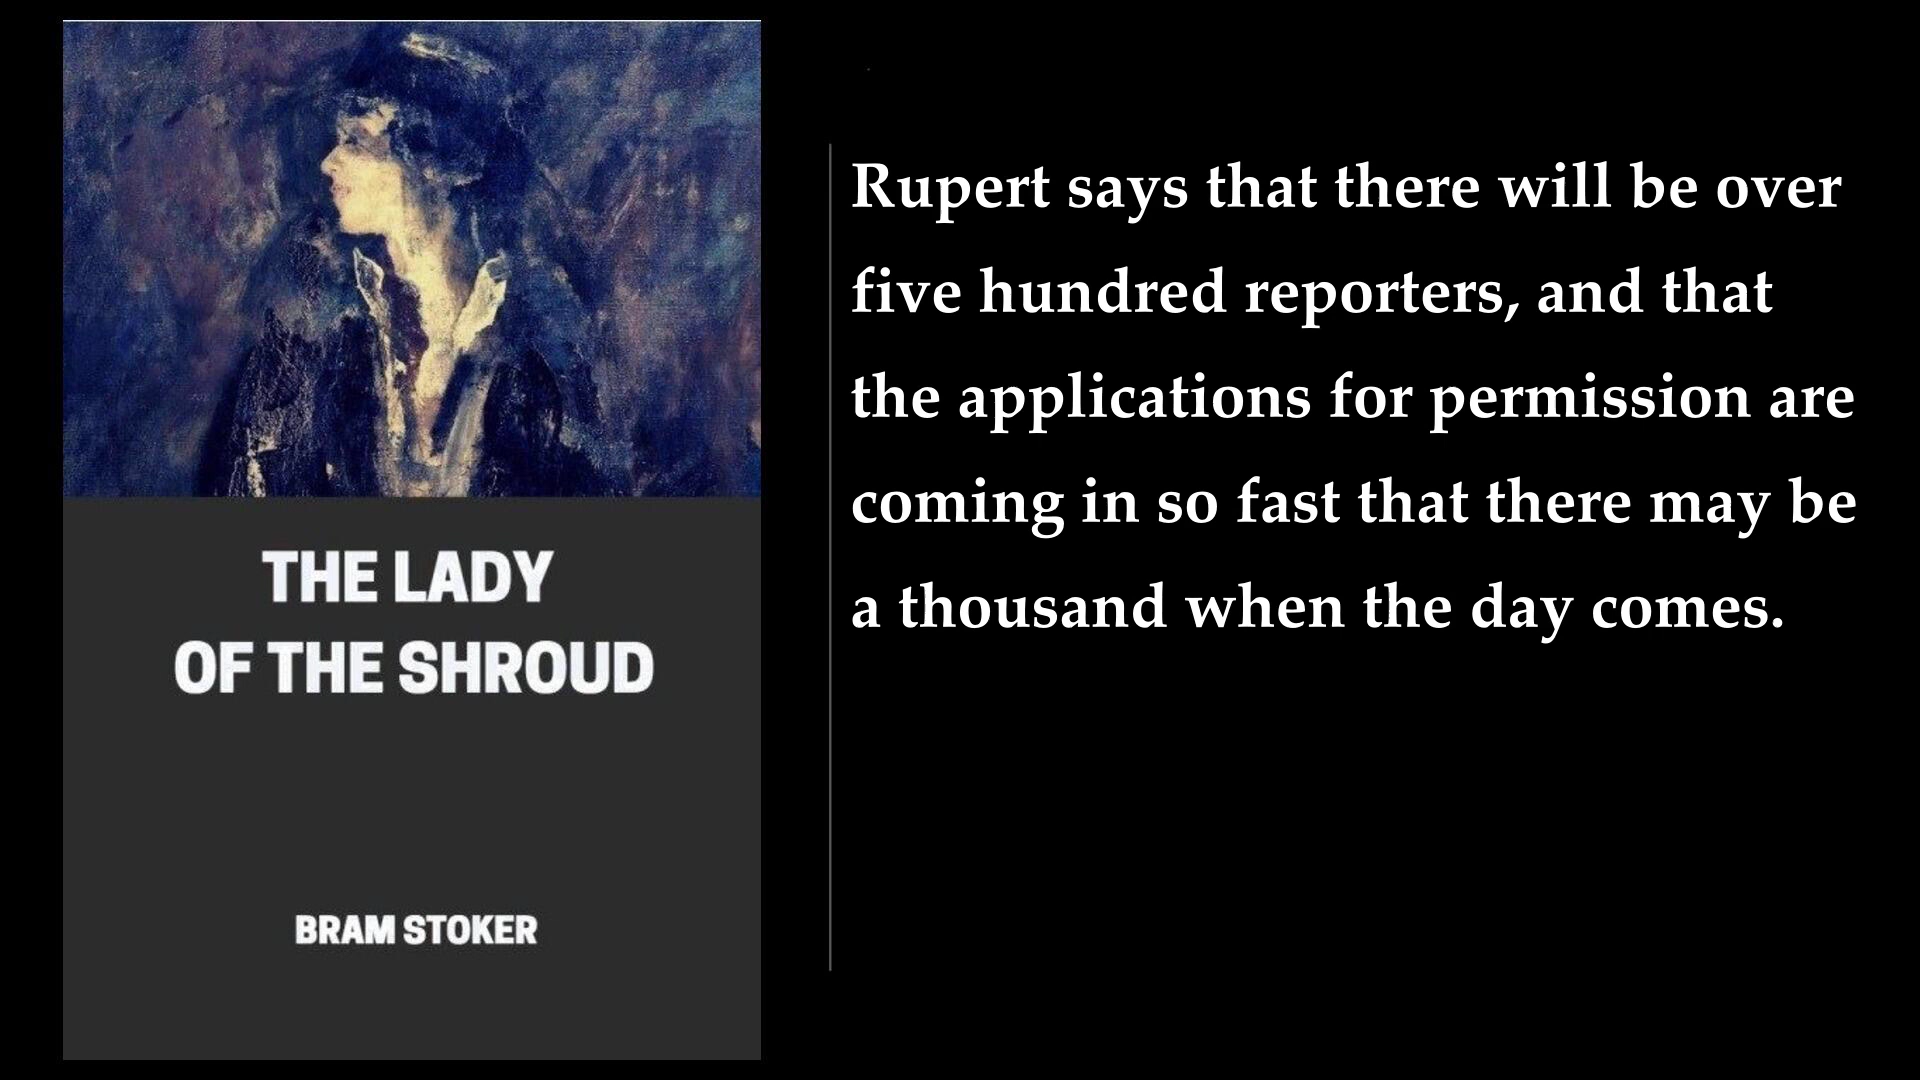 THE LADY
OF THE SHROUD
BRAM STOKER
Rupert says that there will be over
five hundred reporters, and that
the applications for permission are
coming in so fast that there may be
a thousand when the day comes.